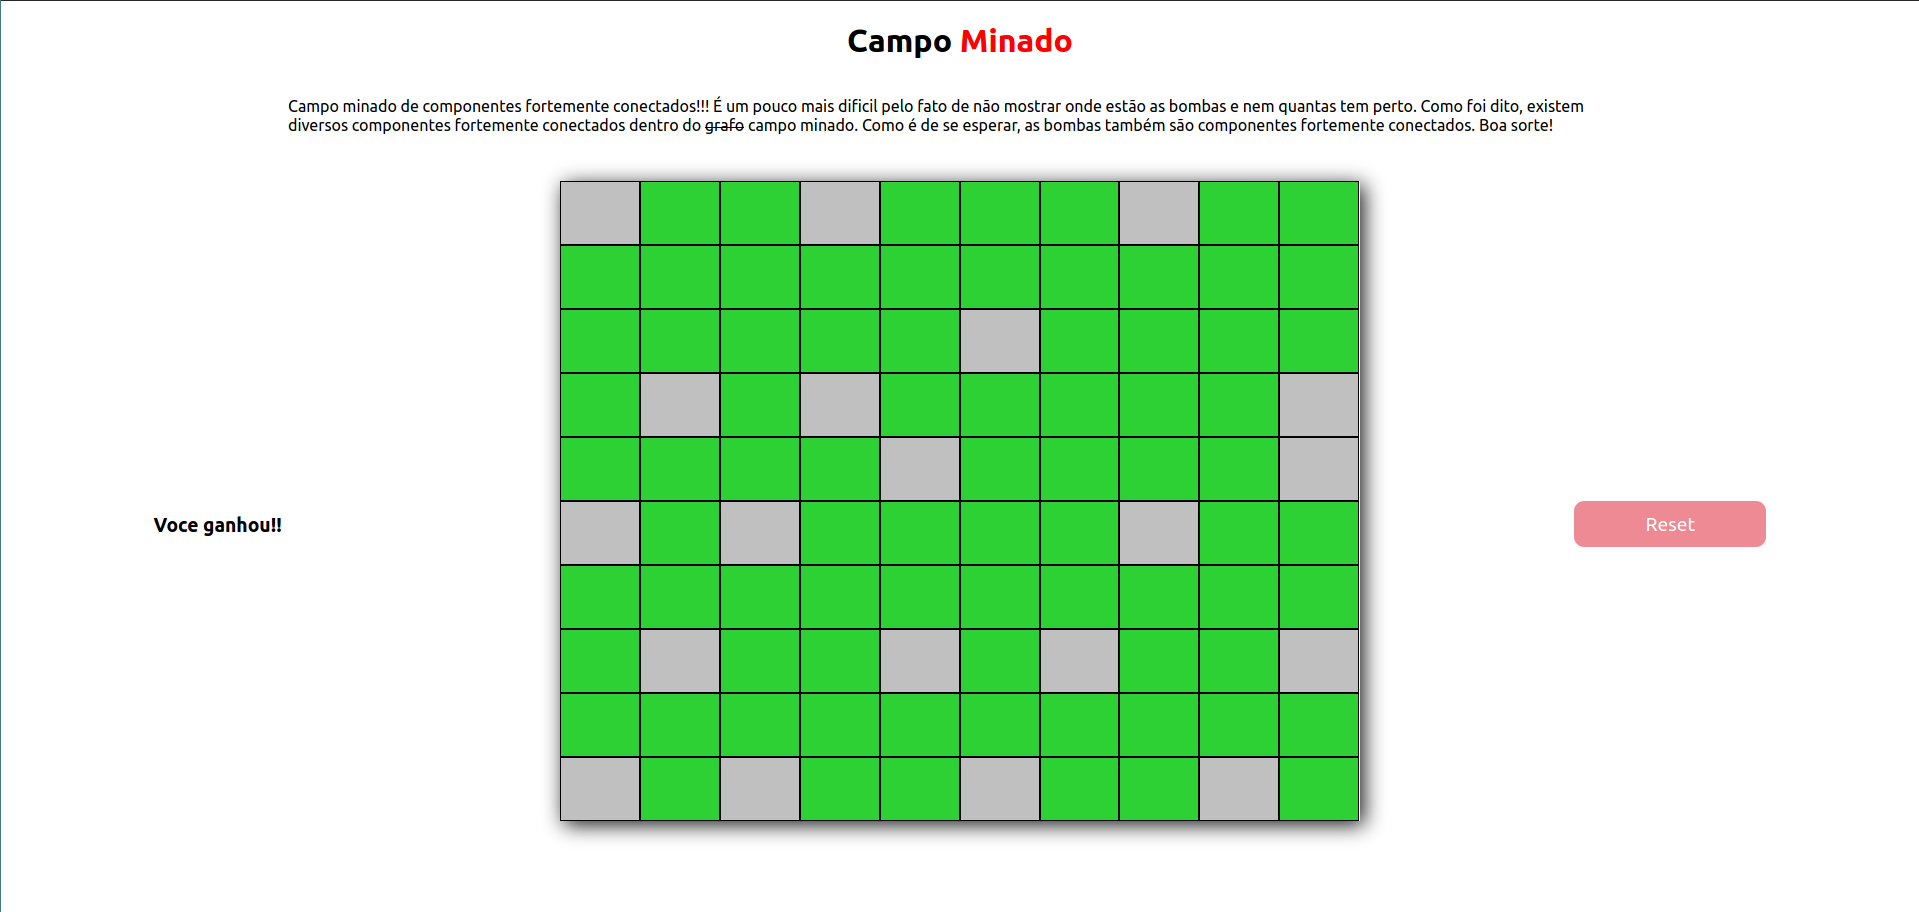 Campo Minado
Campo minado de componentes fortemente conectados!!! É um pouco mais dificil pelo fato de não mostrar onde estão as bombas e nem quantas tem perto. Como foi dito, existem
diversos componentes fortemente conectados dentro do grafo campo minado. Como é de se esperar, as bombas também são componentes fortemente conectados. Boa sorte!
Voce ganhou!!
Reset